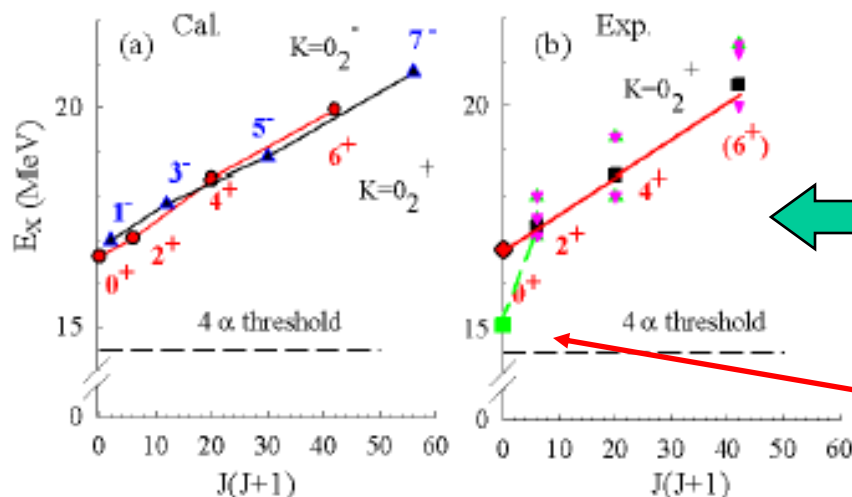 (a) Cal.
K=0₂⁻
7⁻
20
5⁻
3⁻
6⁺
4⁺
K=0₂⁺
1⁻
2⁺
0⁺
4 α threshold
15
0
0 10 20 30 40 50 60
J(J+1)
E_X (MeV)
(b) Exp.
K=0₂⁺
20
(6⁺)
4⁺
2⁺
0⁺
4 α threshold
15
0
0 10 20 30 40 50 60
J(J+1)